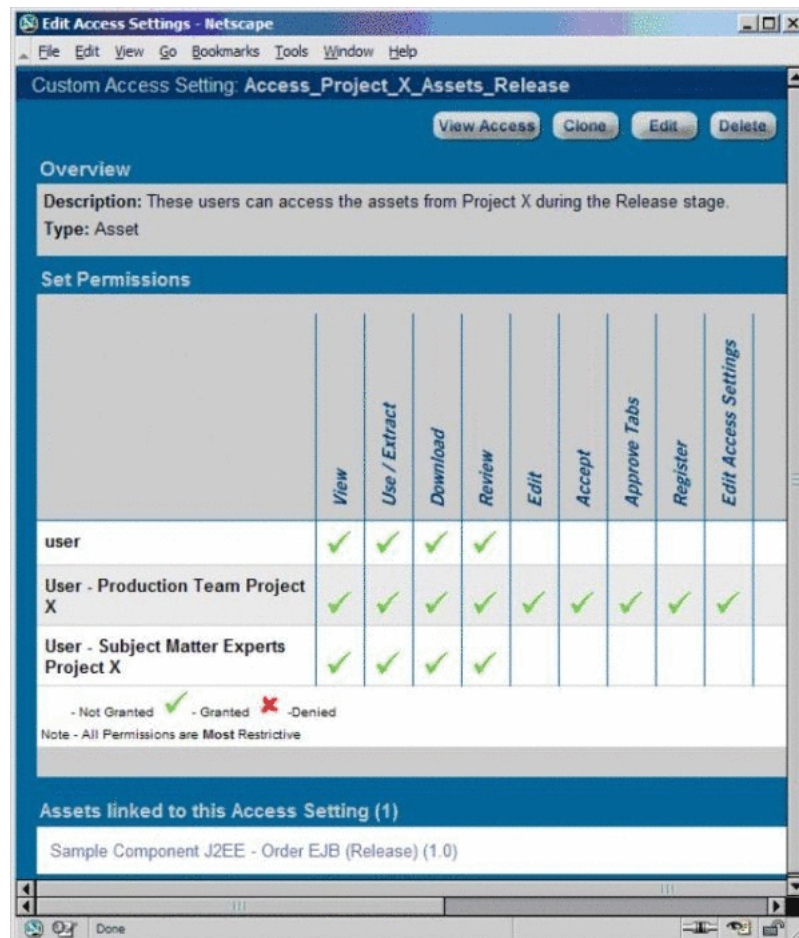 Edit Access Settings - Netscape
File Edit View Go Bookmarks Tools Window Help
Custom Access Setting: Access_Project_X_Assets_Release
View Access Clone Edit Delete
Overview
Description: These users can access the assets from Project X during the Release stage.
Type: Asset
Set Permissions
View
Use / Extract
Download
Review
Edit
Accept
Approve Tabs
Register
Edit Access Settings
user
User - Production Team Project
X
User - Subject Matter Experts
Project X
- Not Granted - Granted -Denied
Note - All Permissions are Most Restrictive
Assets linked to this Access Setting (1)
Sample Component J2EE - Order EJB (Release) (1.0)
Done